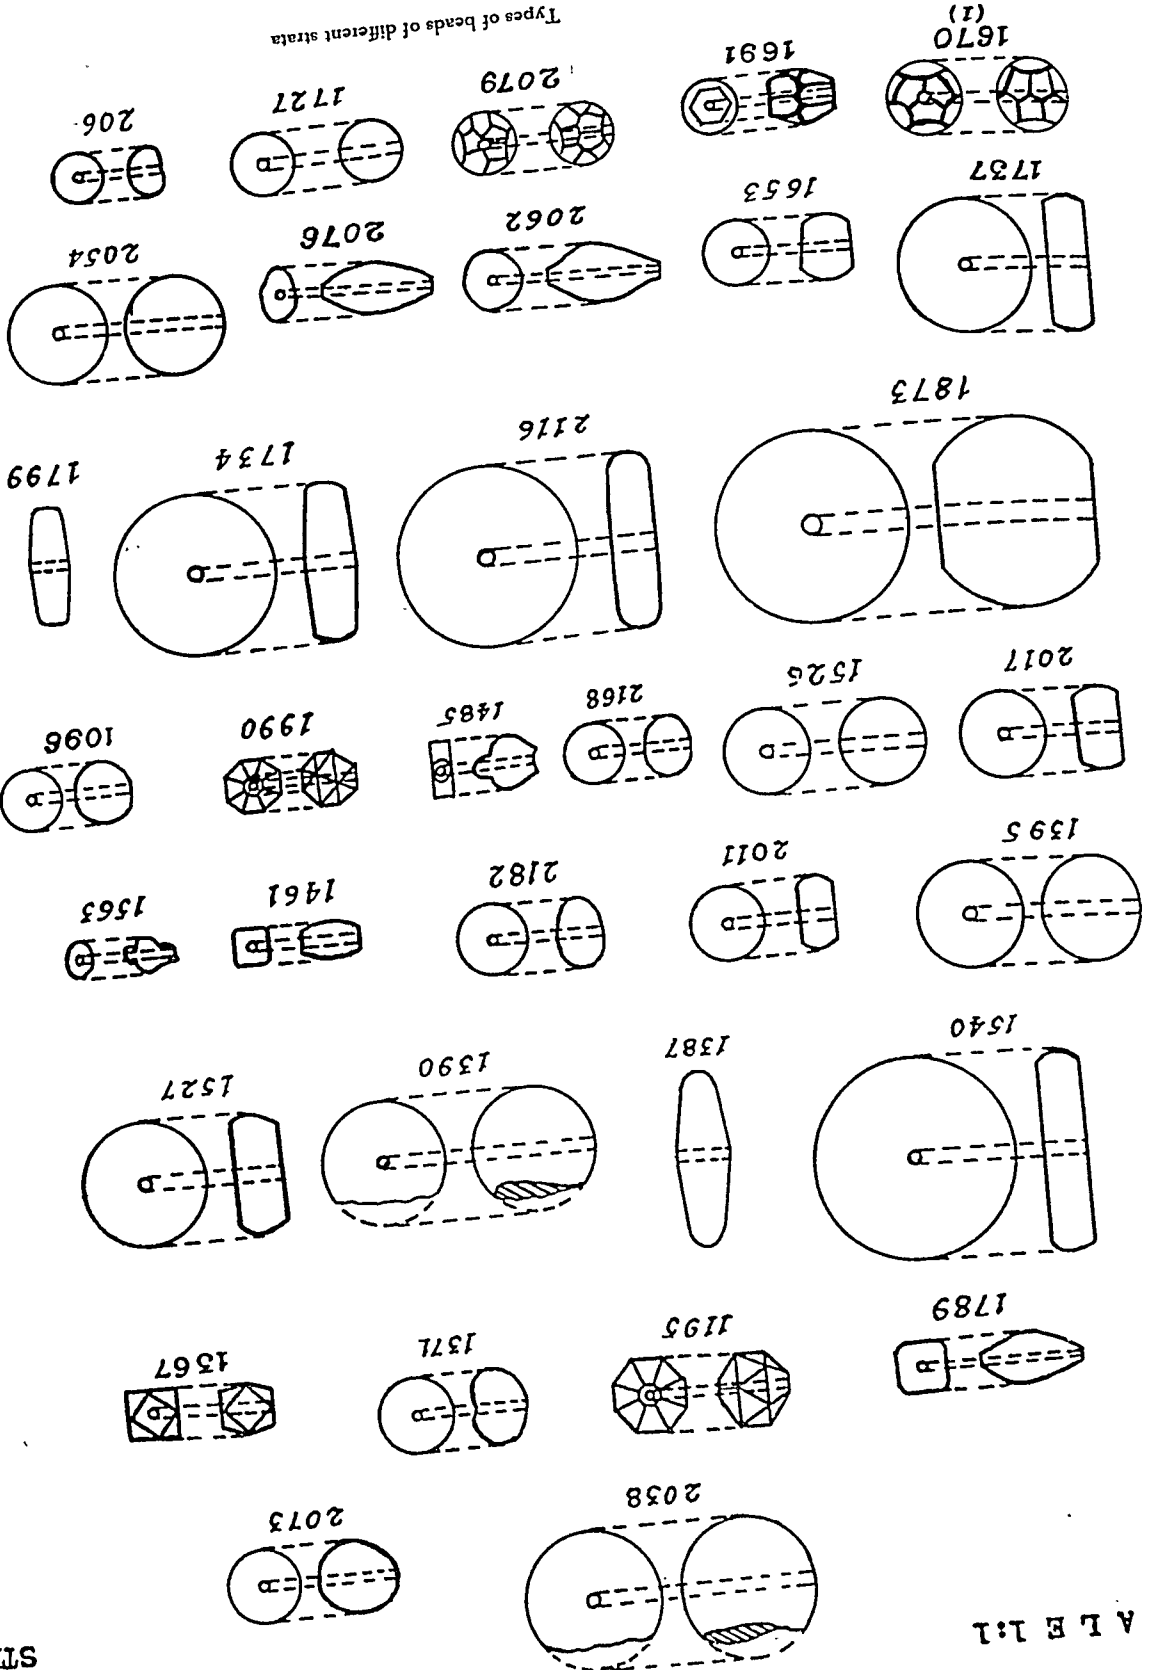 A L E 1:1
2038 2073
1789 1195 1371 1367
1540 1387 1390 1527
1395 2011 2182 1461 1563
2017 1526 2168 1485 1990 1096
1873 2116 1734 1799
1737 1653 2062 2076 2054
1670 1691 2079 1727 206
(1)
Types of beads of different strata